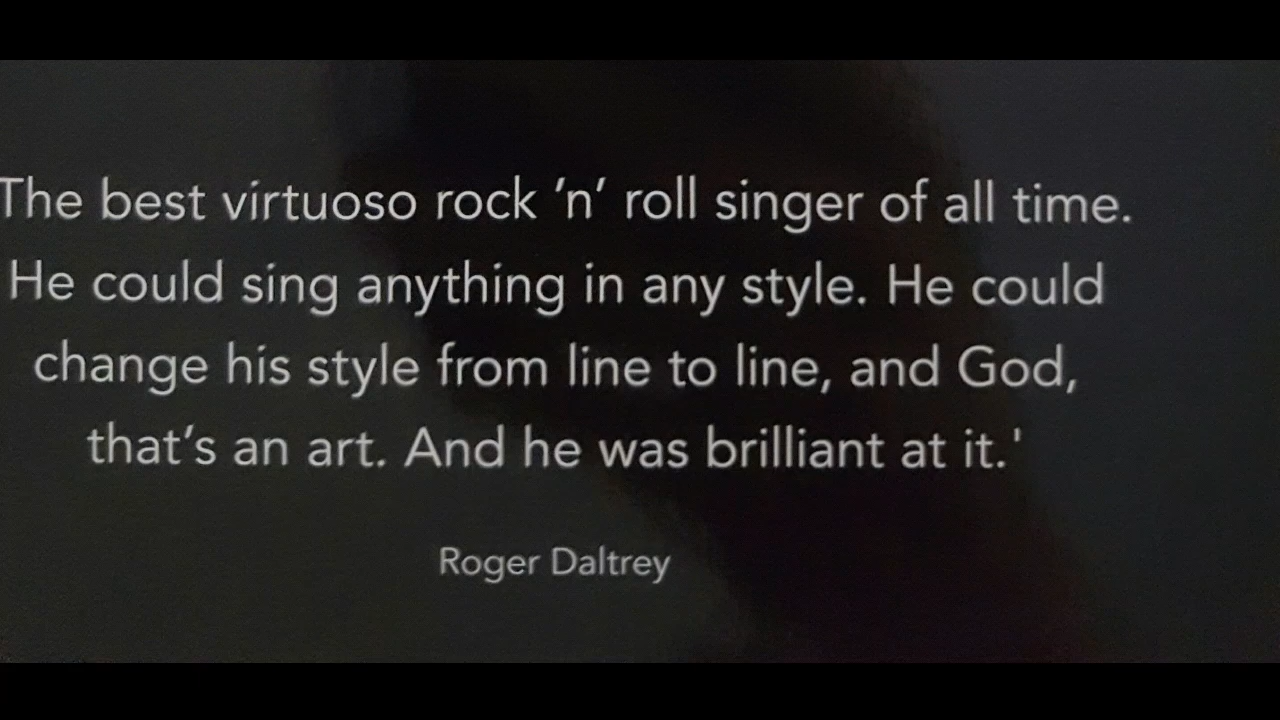 The best virtuoso rock ’n’ roll singer of all time.
He could sing anything in any style. He could
change his style from line to line, and God,
that’s an art. And he was brilliant at it.'
Roger Daltrey